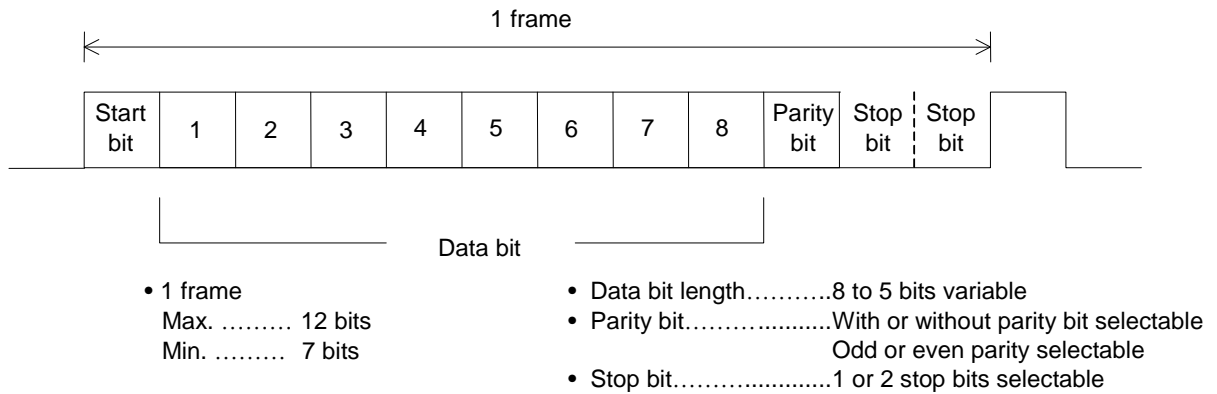 1 frame
Start bit 1 2 3 4 5 6 7 8 Parity bit Stop bit Stop bit
Data bit
• 1 frame
Max. ……… 12 bits
Min. ……… 7 bits
• Data bit length………..8 to 5 bits variable
• Parity bit………...........With or without parity bit selectable
Odd or even parity selectable
• Stop bit……….............1 or 2 stop bits selectable